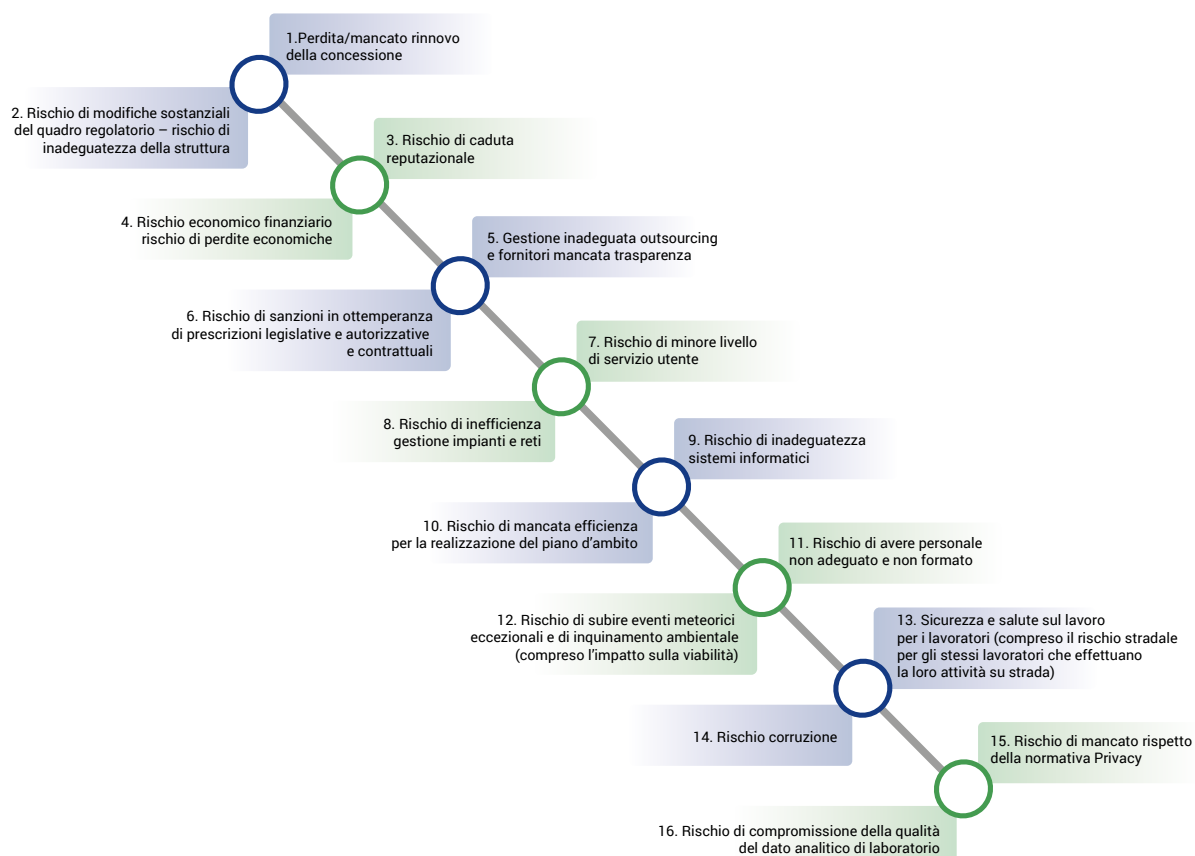 1.Perdita/mancato rinnovo
della concessione
2. Rischio di modifiche sostanziali
del quadro regolatorio – rischio di
inadeguatezza della struttura
3. Rischio di caduta
reputazionale
4. Rischio economico finanziario
rischio di perdite economiche
5. Gestione inadeguata outsourcing
e fornitori mancata trasparenza
6. Rischio di sanzioni in ottemperanza
di prescrizioni legislative e autorizzative
e contrattuali
7. Rischio di minore livello
di servizio utente
8. Rischio di inefficienza
gestione impianti e reti
9. Rischio di inadeguatezza
sistemi informatici
10. Rischio di mancata efficienza
per la realizzazione del piano d’ambito
11. Rischio di avere personale
non adeguato e non formato
12. Rischio di subire eventi meteorici
eccezionali e di inquinamento ambientale
(compreso l’impatto sulla viabilità)
13. Sicurezza e salute sul lavoro
per i lavoratori (compreso il rischio stradale
per gli stessi lavoratori che effettuano
la loro attività su strada)
14. Rischio corruzione
15. Rischio di mancato rispetto
della normativa Privacy
16. Rischio di compromissione della qualità
del dato analitico di laboratorio